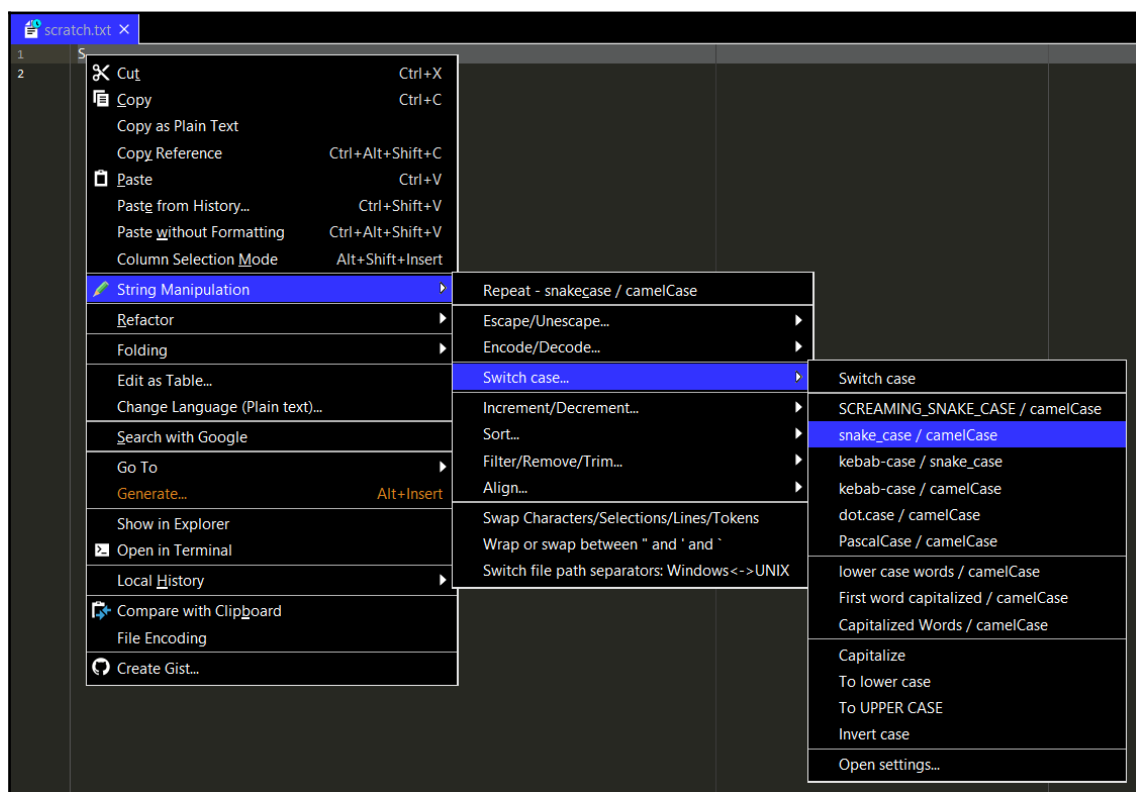 scratch.txt
1 S
2
Cut Ctrl+X
Copy Ctrl+C
Copy as Plain Text
Copy Reference Ctrl+Alt+Shift+C
Paste Ctrl+V
Paste from History... Ctrl+Shift+V
Paste without Formatting Ctrl+Alt+Shift+V
Column Selection Mode Alt+Shift+Insert
String Manipulation
Refactor
Folding
Edit as Table...
Change Language (Plain text)...
Search with Google
Go To
Generate... Alt+Insert
Show in Explorer
Open in Terminal
Local History
Compare with Clipboard
File Encoding
Create Gist...
Repeat - snakecase / camelCase
Escape/Unescape...
Encode/Decode...
Switch case...
Increment/Decrement...
Sort...
Filter/Remove/Trim...
Align...
Swap Characters/Selections/Lines/Tokens
Wrap or swap between " and ' and `
Switch file path separators: Windows<->UNIX
Switch case
SCREAMING_SNAKE_CASE / camelCase
snake_case / camelCase
kebab-case / snake_case
kebab-case / camelCase
dot.case / camelCase
PascalCase / camelCase
lower case words / camelCase
First word capitalized / camelCase
Capitalized Words / camelCase
Capitalize
To lower case
To UPPER CASE
Invert case
Open settings...